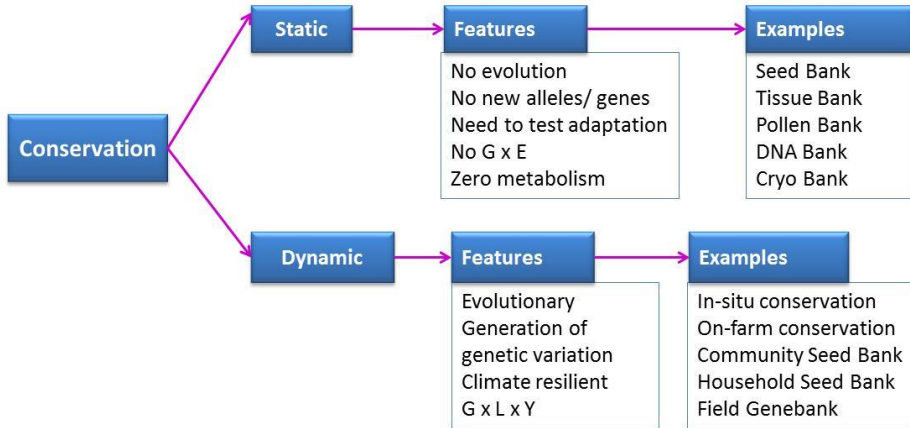 Conservation
Static
Features
No evolution
No new alleles/ genes
Need to test adaptation
No G x E
Zero metabolism
Examples
Seed Bank
Tissue Bank
Pollen Bank
DNA Bank
Cryo Bank
Dynamic
Features
Evolutionary
Generation of
genetic variation
Climate resilient
G x L x Y
Examples
In-situ conservation
On-farm conservation
Community Seed Bank
Household Seed Bank
Field Genebank